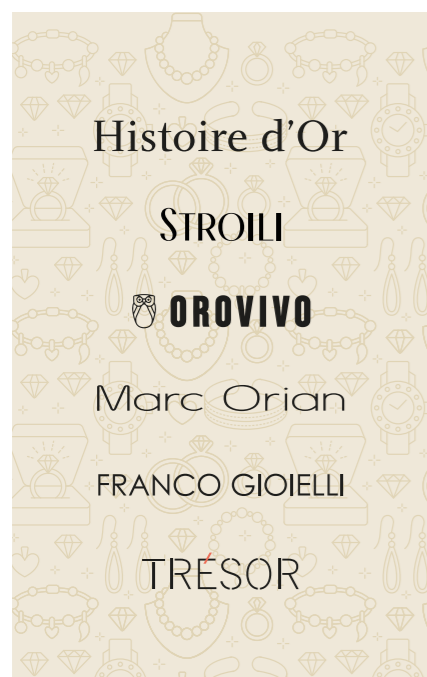 Histoire d’Or
STROILI
OROVIVO
Marc Orian
FRANCO GIOIELLI
TRÉSOR